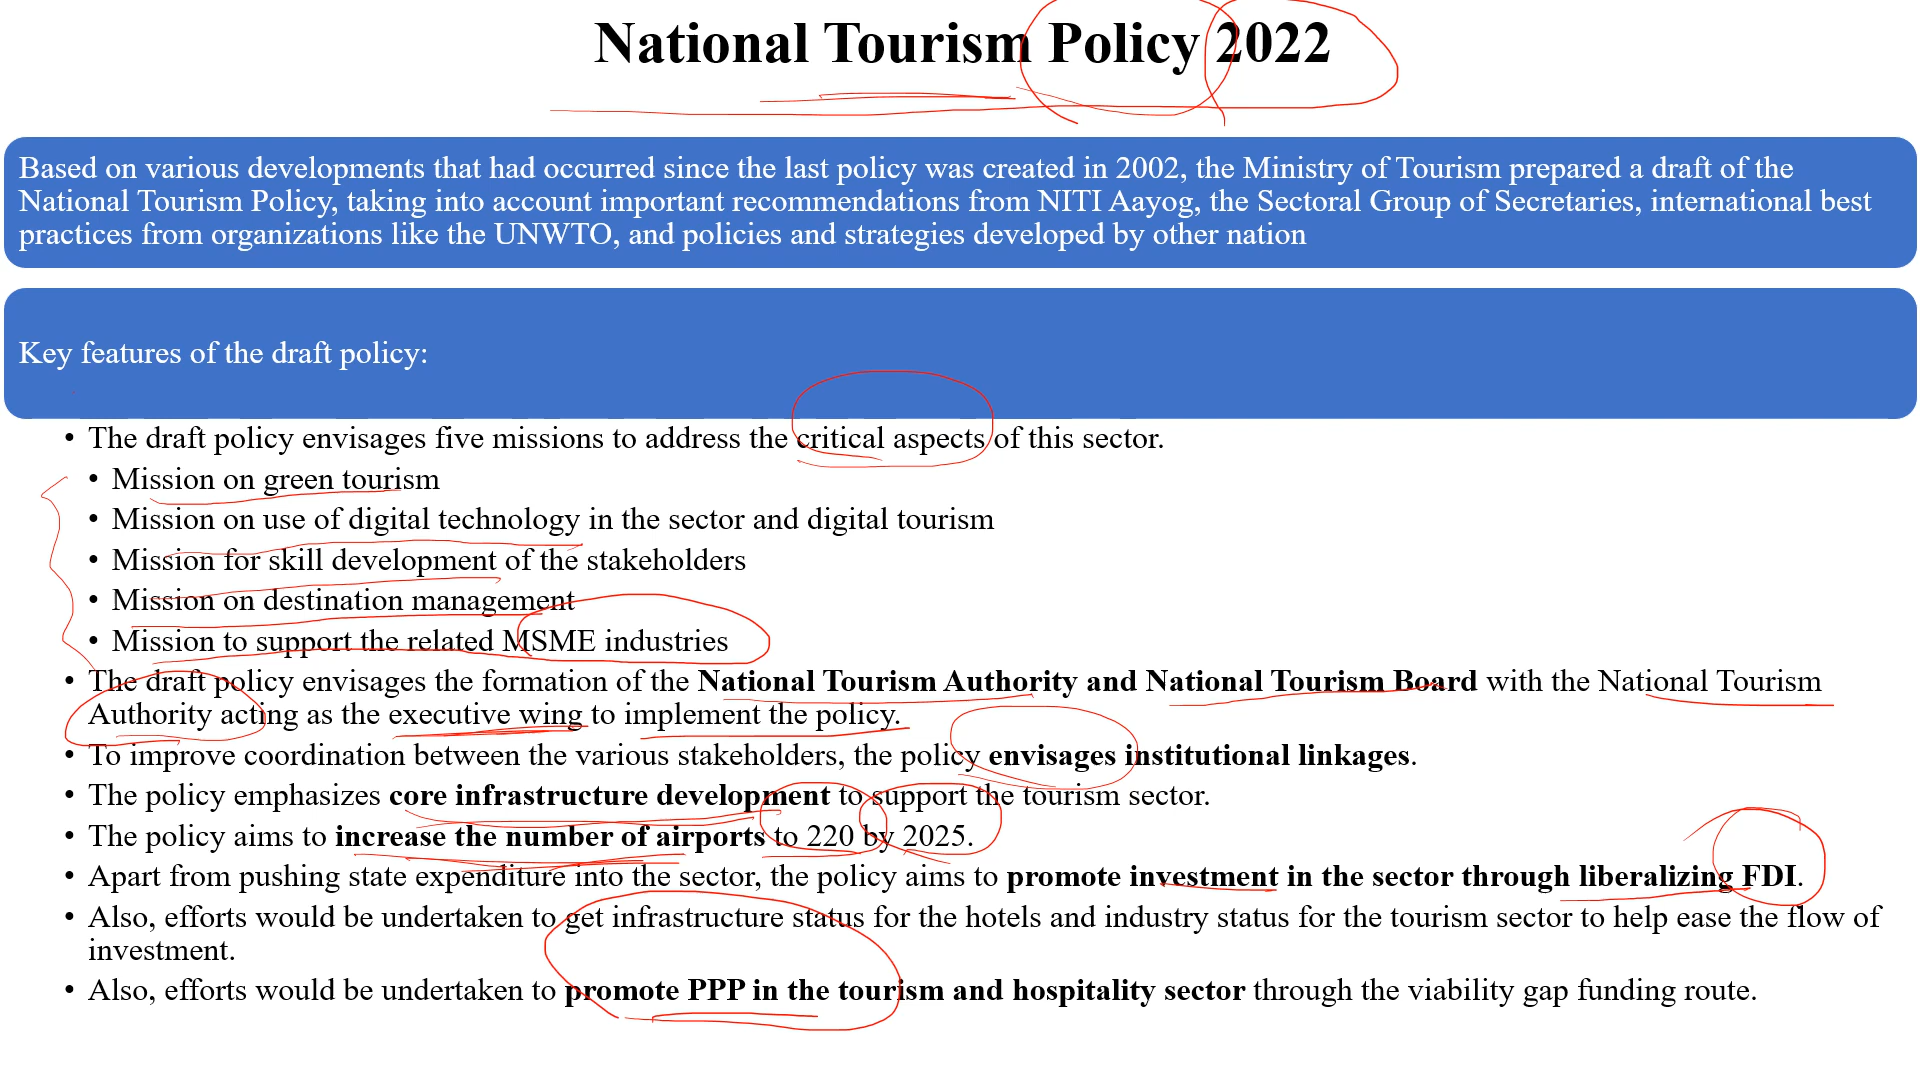 National Tourism Policy 2022
Based on various developments that had occurred since the last policy was created in 2002, the Ministry of Tourism prepared a draft of the
National Tourism Policy, taking into account important recommendations from NITI Aayog, the Sectoral Group of Secretaries, international best
practices from organizations like the UNWTO, and policies and strategies developed by other nation
Key features of the draft policy:
• The draft policy envisages five missions to address the critical aspects of this sector.
• Mission on green tourism
• Mission on use of digital technology in the sector and digital tourism
• Mission for skill development of the stakeholders
• Mission on destination management
• Mission to support the related MSME industries
• The draft policy envisages the formation of the National Tourism Authority and National Tourism Board with the National Tourism
Authority acting as the executive wing to implement the policy.
• To improve coordination between the various stakeholders, the policy envisages institutional linkages.
• The policy emphasizes core infrastructure development to support the tourism sector.
• The policy aims to increase the number of airports to 220 by 2025.
• Apart from pushing state expenditure into the sector, the policy aims to promote investment in the sector through liberalizing FDI.
• Also, efforts would be undertaken to get infrastructure status for the hotels and industry status for the tourism sector to help ease the flow of
investment.
• Also, efforts would be undertaken to promote PPP in the tourism and hospitality sector through the viability gap funding route.